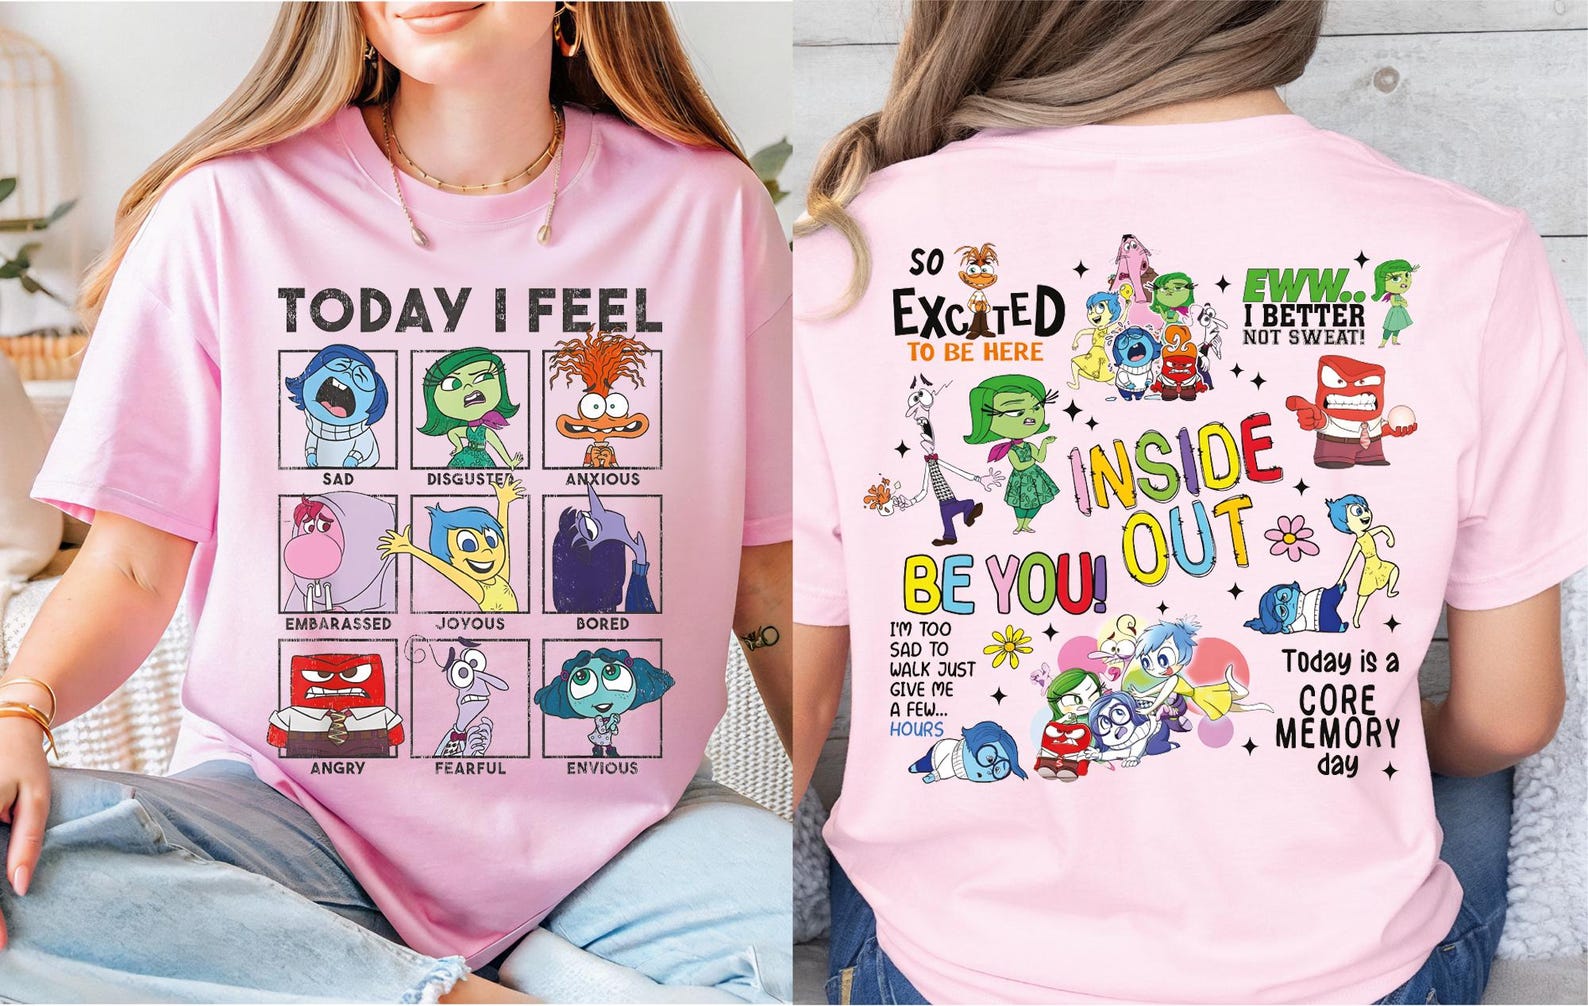 TODAY I FEEL
SAD
DISGUSTED
ANXIOUS
EMBARASSED
JOYOUS
BORED
ANGRY
FEARFUL
ENVIOUS
SO
EXCITED
TO BE HERE
EWW..
I BETTER
NOT SWEAT!
INSIDE
OUT
BE YOU!
I'M TOO
SAD TO
WALK JUST
GIVE ME
A FEW...
HOURS
Today is a
CORE
MEMORY
day